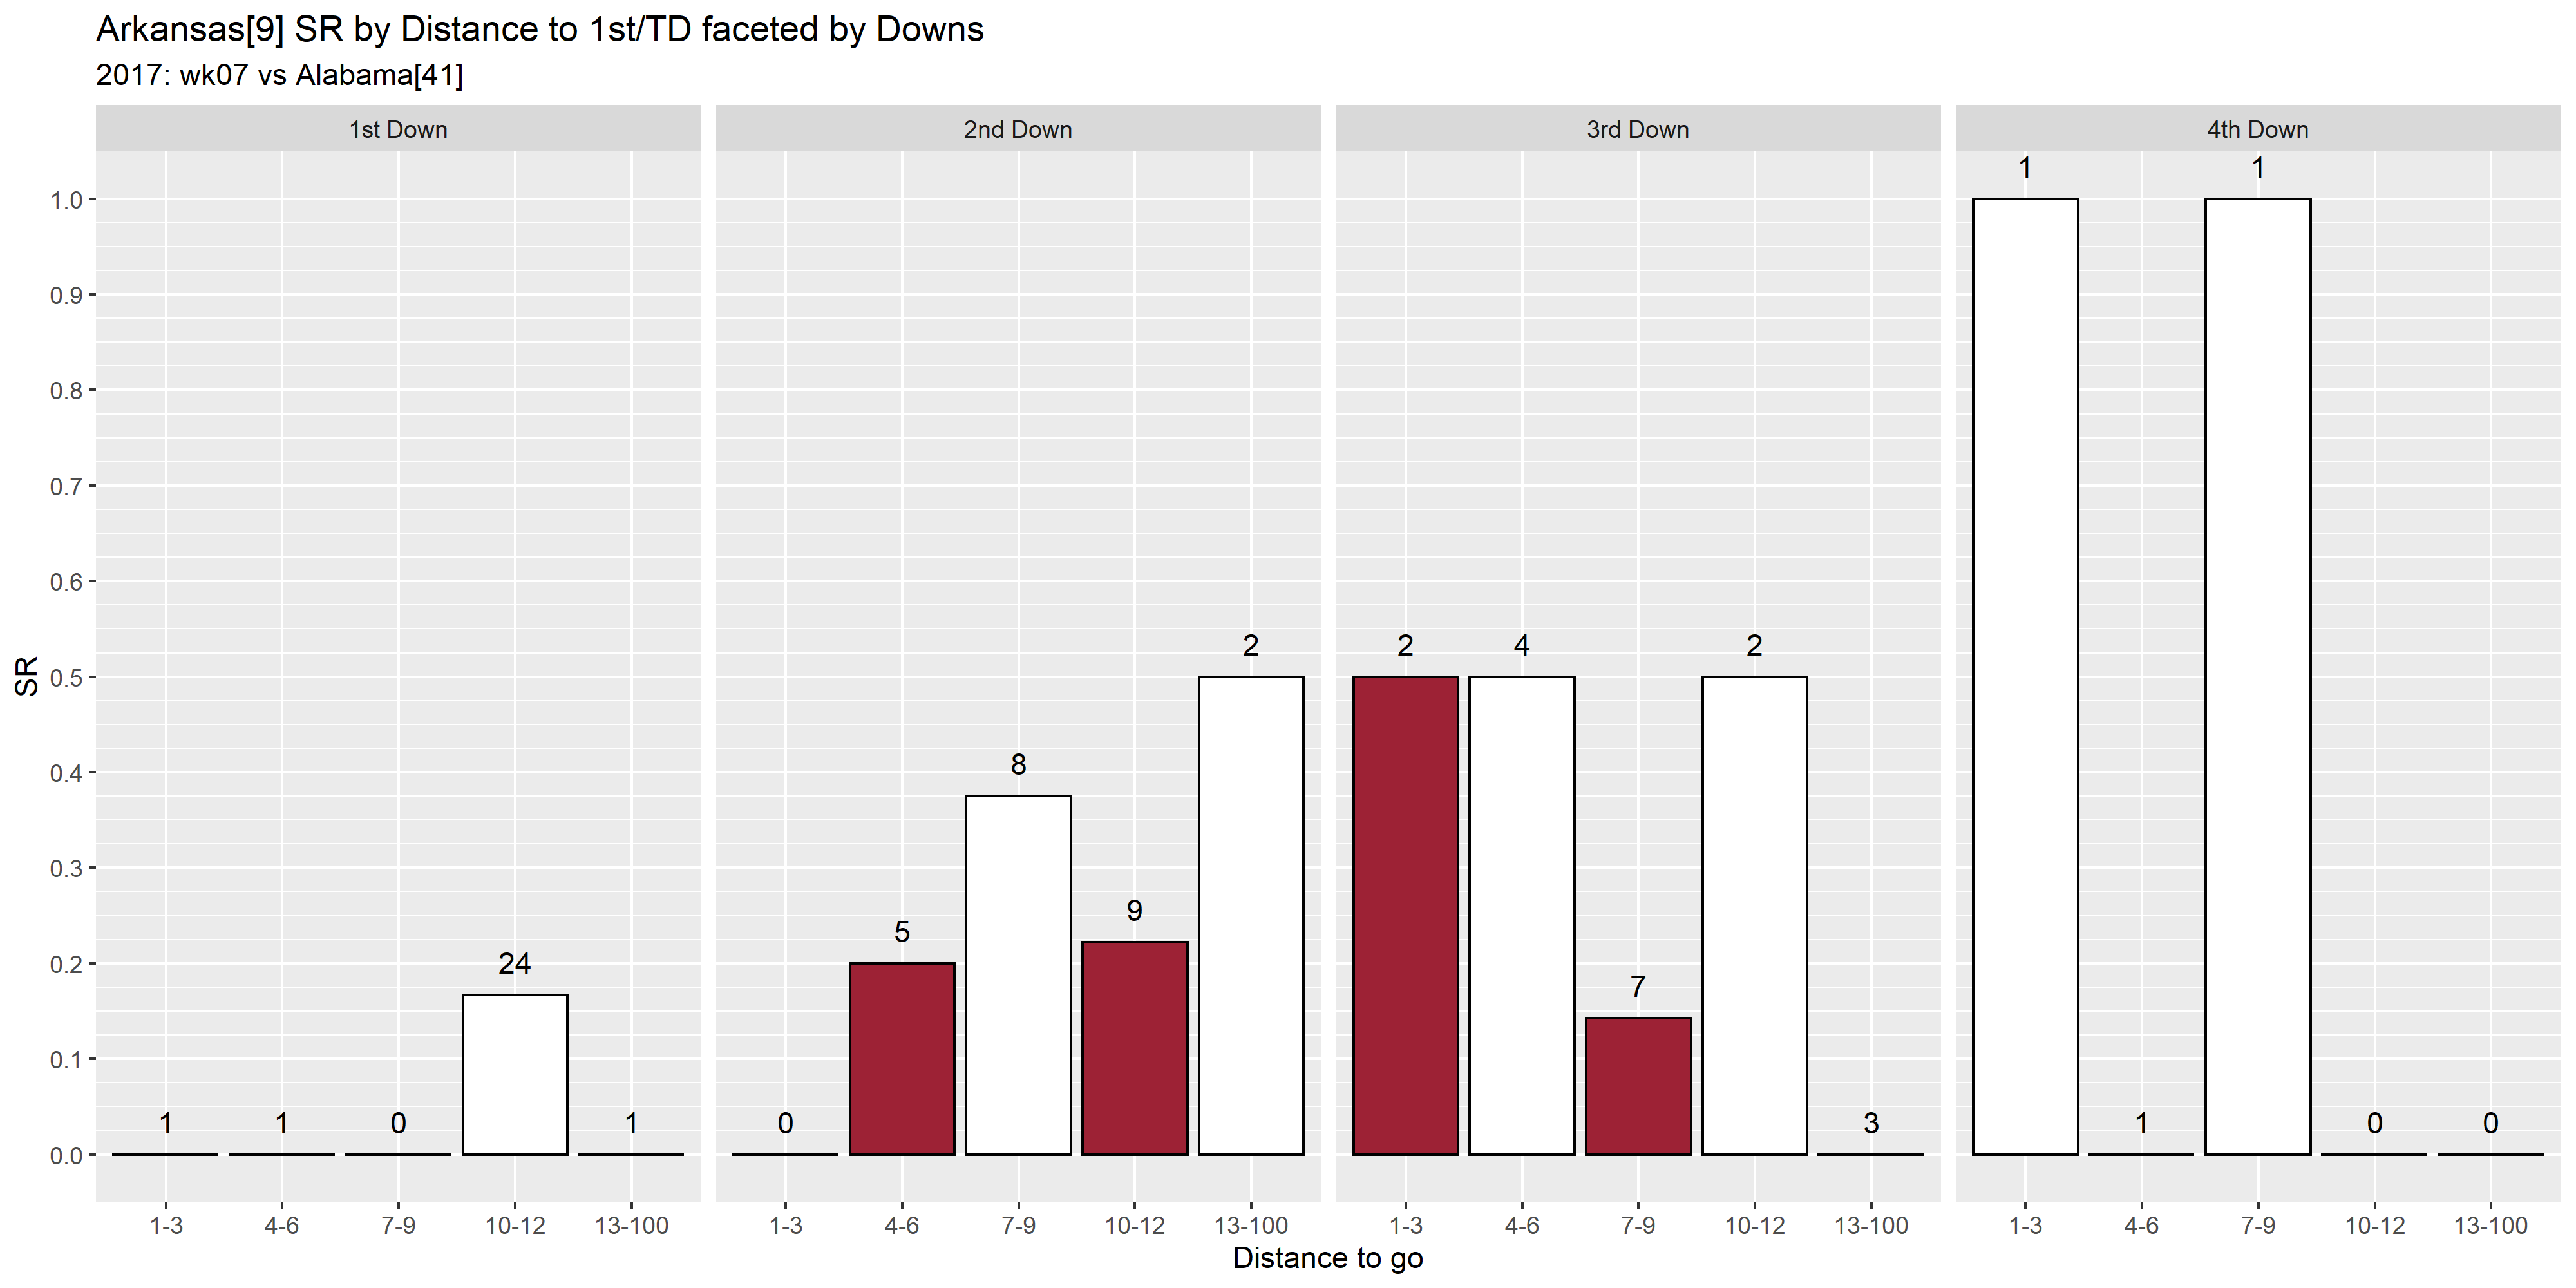 Arkansas[9] SR by Distance to 1st/TD faceted by Downs
2017: wk07 vs Alabama[41]
1st Down 2nd Down 3rd Down 4th Down
SR
1.0
0.9
0.8
0.7
0.6
0.5
0.4
0.3
0.2
0.1
0.0
1 1 0 24 1
0 5 8 9 2
2 4 7 2 3
1 1 1 0 0
1-3 4-6 7-9 10-12 13-100 1-3 4-6 7-9 10-12 13-100 1-3 4-6 7-9 10-12 13-100 1-3 4-6 7-9 10-12 13-100
Distance to go